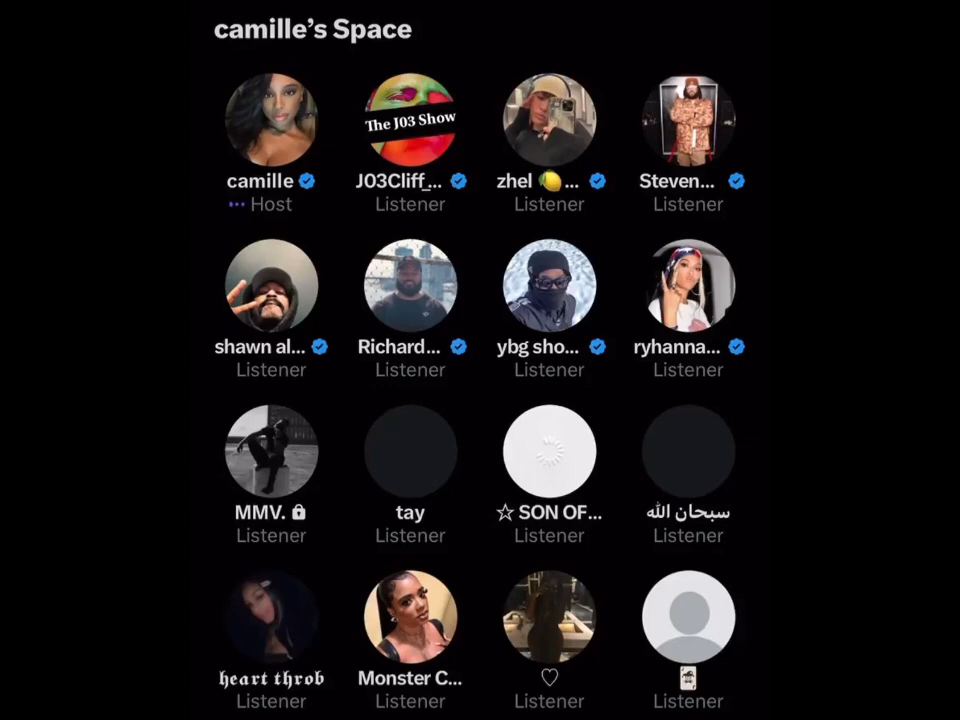 camille's Space
The J03 Show
camille
J03Cliff_...
zhel 🍋...
Steven...
Host
Listener
Listener
Listener
shawn al...
Richard...
ybg sho...
ryhanna...
Listener
Listener
Listener
Listener
MMV.
tay
☆ SON OF...
سبحان الله
Listener
Listener
Listener
Listener
𝖍𝖊𝖆𝖗𝖙 𝖙𝖍𝖗𝖔𝖇
Monster C...
♡
🃏
Listener
Listener
Listener
Listener